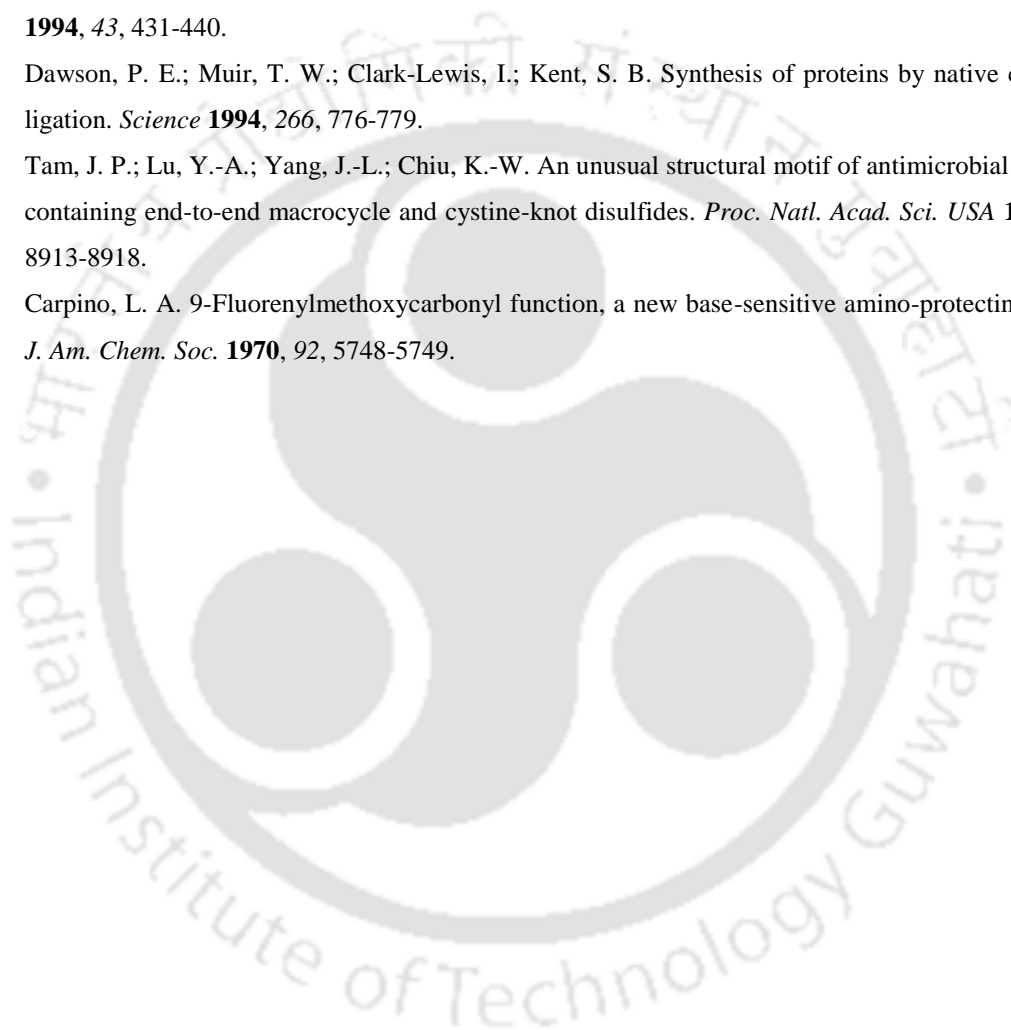 1994, 43, 431-440.
Dawson, P. E.; Muir, T. W.; Clark-Lewis, I.; Kent, S. B. Synthesis of proteins by native
ligation. Science 1994, 266, 776-779.
Tam, J. P.; Lu, Y.-A.; Yang, J.-L.; Chiu, K.-W. An unusual structural motif of antimicrobial
containing end-to-end macrocycle and cystine-knot disulfides. Proc. Natl. Acad. Sci. USA
8913-8918.
Carpino, L. A. 9-Fluorenylmethoxycarbonyl function, a new base-sensitive amino-protectin
J. Am. Chem. Soc. 1970, 92, 5748-5749.
Indian Institute of Technology Guwahati